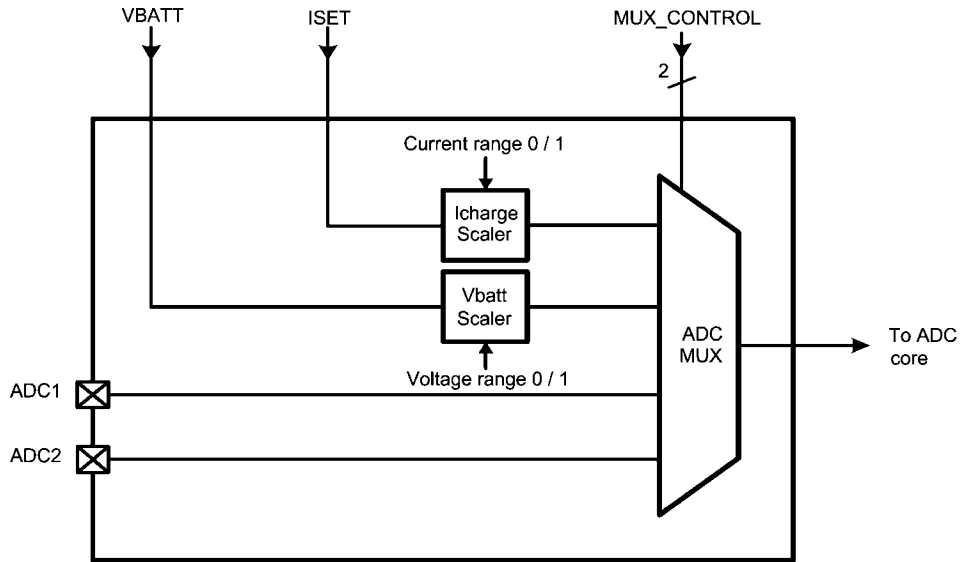 VBATT
ISET
MUX_CONTROL
2
Current range 0 / 1
Icharge
Scaler
Vbatt
Scaler
Voltage range 0 / 1
ADC
MUX
To ADC
core
ADC1
ADC2